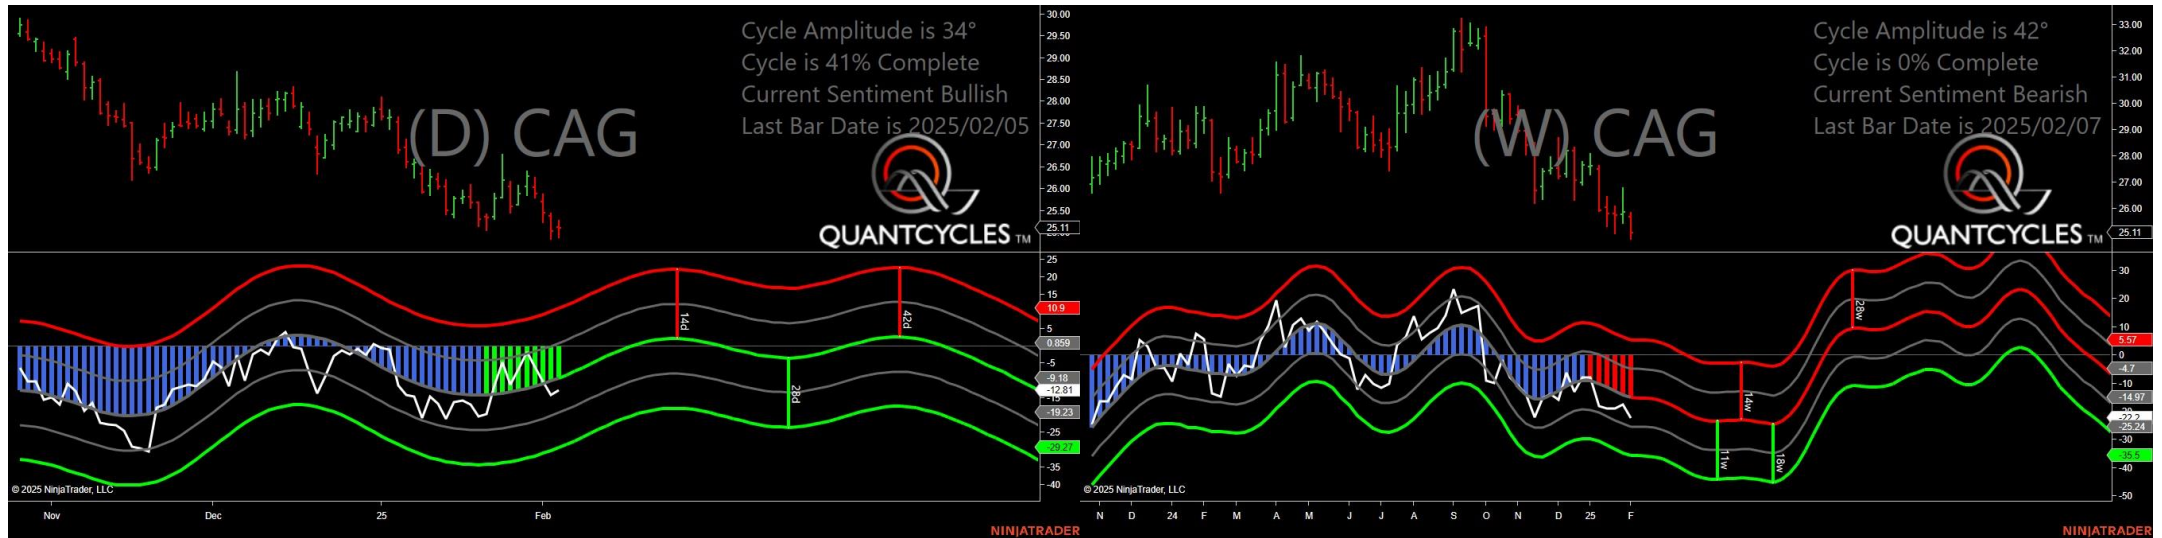 Cycle Amplitude is 34°
Cycle is 41% Complete
Current Sentiment Bullish
Last Bar Date is 2025/02/05
(D) CAG
QUANTCYCLES TM
30.00
29.50
29.00
28.50
28.00
27.50
27.00
26.50
26.00
25.50
25.11
25
20
15
10.9
5
0.859
-5
-9.18
-12.81
-15
-19.23
-25
-29.27
-35
-40
14d
28d
42d
© 2025 NinjaTrader, LLC
Nov Dec 25 Feb
NINJATRADER
Cycle Amplitude is 42°
Cycle is 0% Complete
Current Sentiment Bearish
Last Bar Date is 2025/02/07
(W) CAG
QUANTCYCLES TM
33.00
32.00
31.00
30.00
29.00
28.00
27.00
26.00
25.11
30
20
10
5.57
0
-4.7
-10
-14.97
-22.2
-25.24
-30
-35.5
-40
-50
11w
14w
18w
28w
© 2025 NinjaTrader, LLC
N D 24 F M A M J J A S O N D 25 F
NINJATRADER